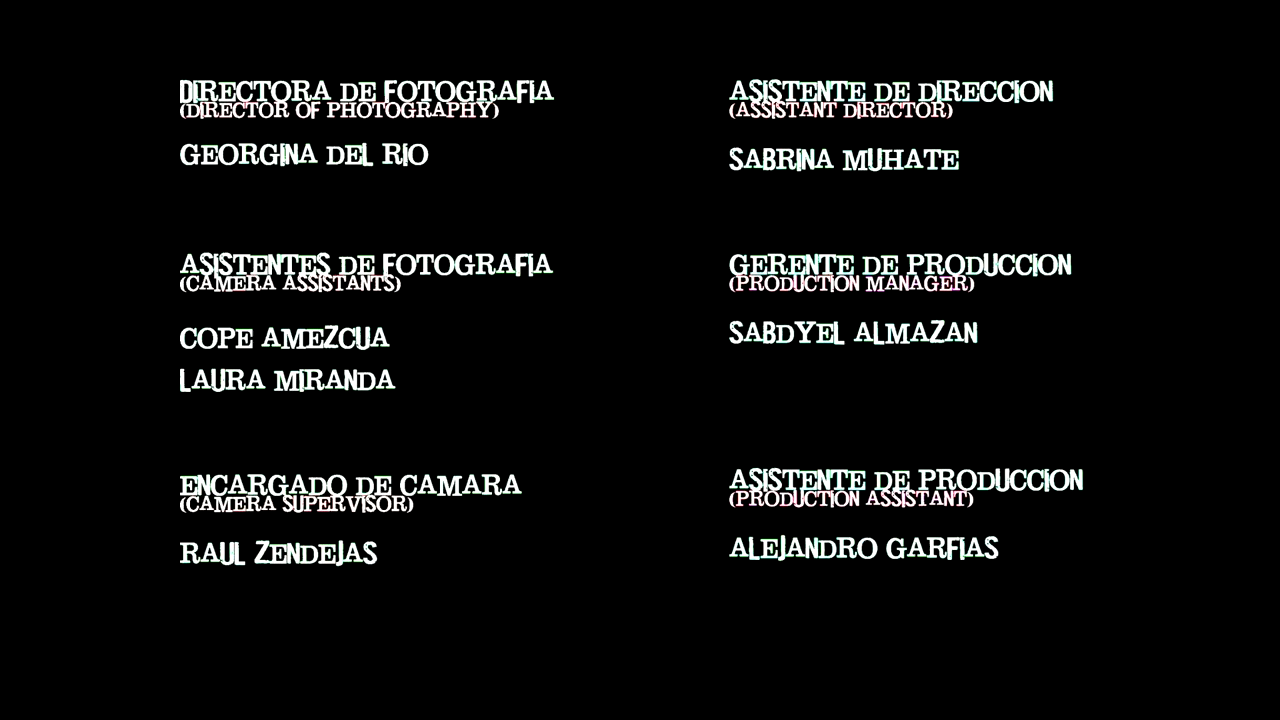 DIRECTORA DE FOTOGRAFIA
(DIRECTOR OF PHOTOGRAPHY)
GEORGINA DEL RIO
ASISTENTES DE FOTOGRAFIA
(CAMERA ASSISTANTS)
COPE AMEZCUA
LAURA MIRANDA
ENCARGADO DE CAMARA
(CAMERA SUPERVISOR)
RAUL ZENDEJAS
ASISTENTE DE DIRECCION
(ASSISTANT DIRECTOR)
SABRINA MUHATE
GERENTE DE PRODUCCION
(PRODUCTION MANAGER)
SABDYEL ALMAZAN
ASISTENTE DE PRODUCCION
(PRODUCTION ASSISTANT)
ALEJANDRO GARFIAS